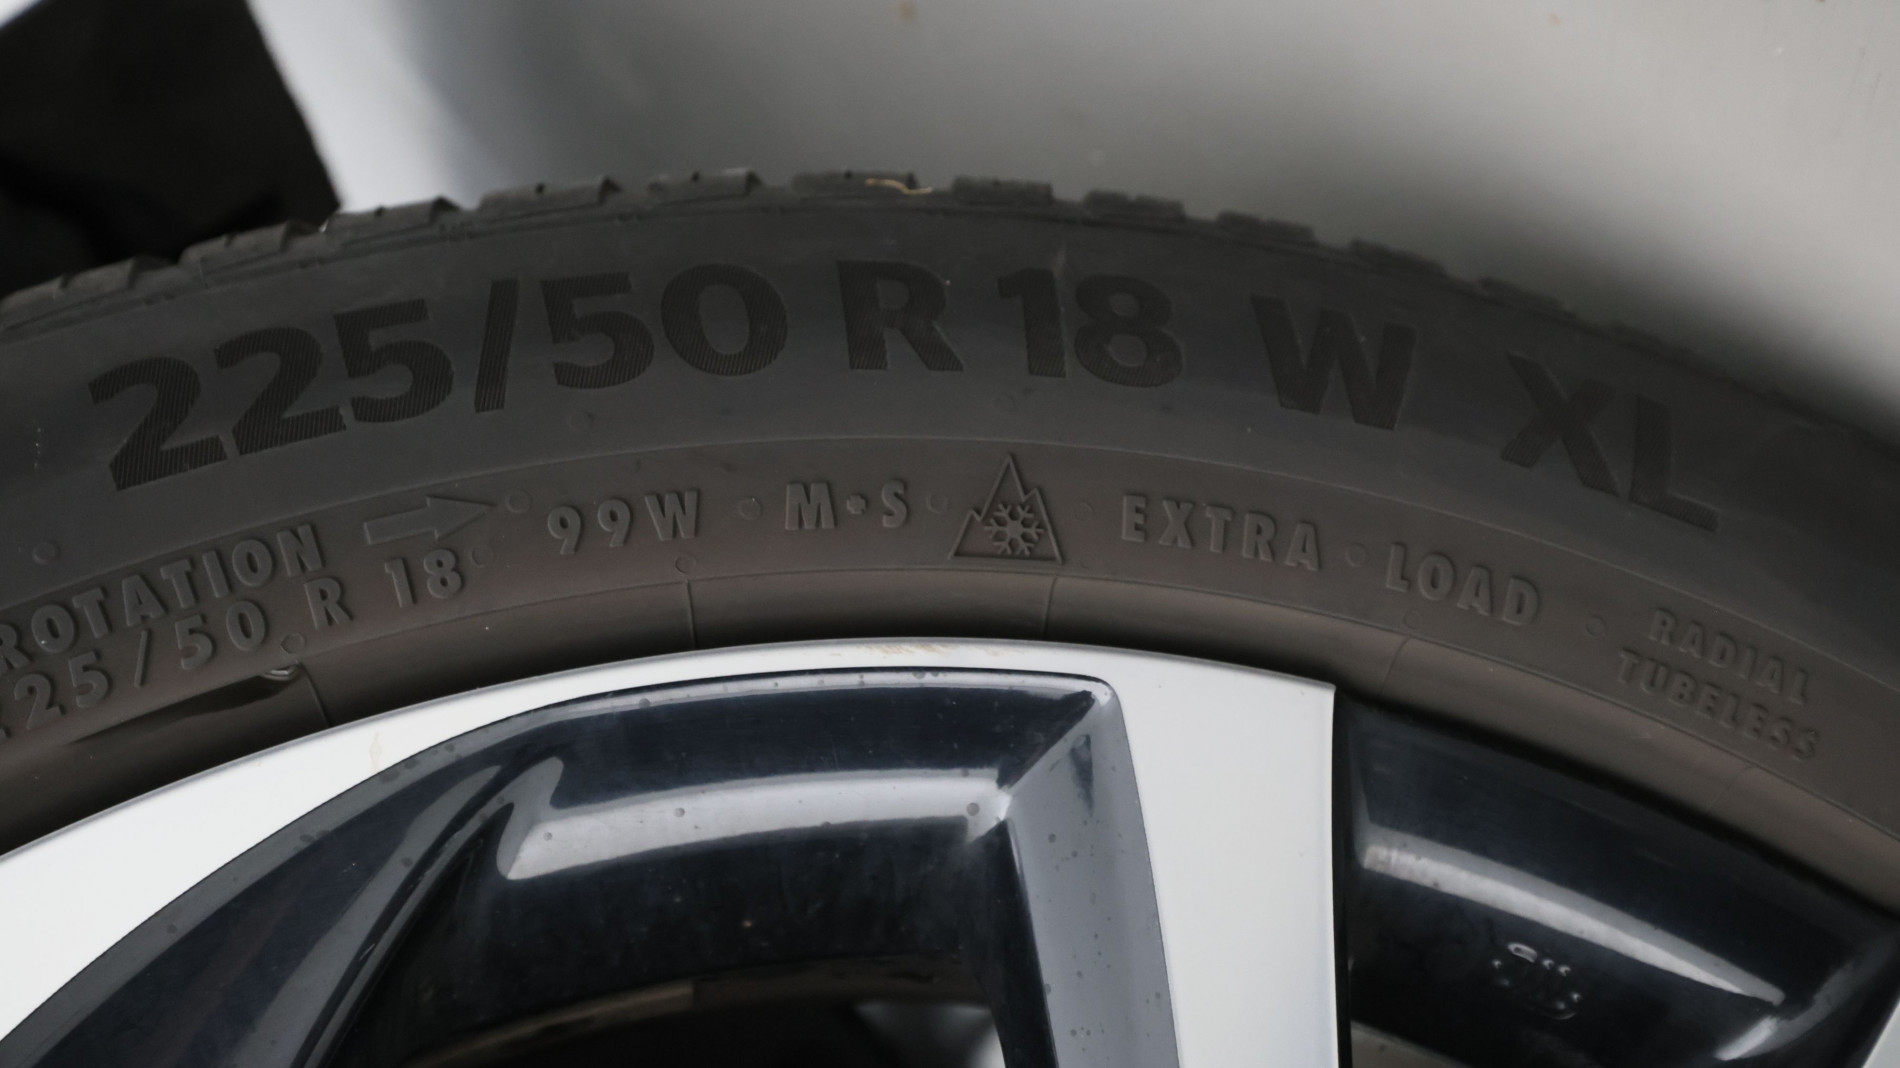 225/50 R 18 W XL
ROTATION
99W M+S EXTRA LOAD
225/50 R 18
RADIAL
TUBELESS